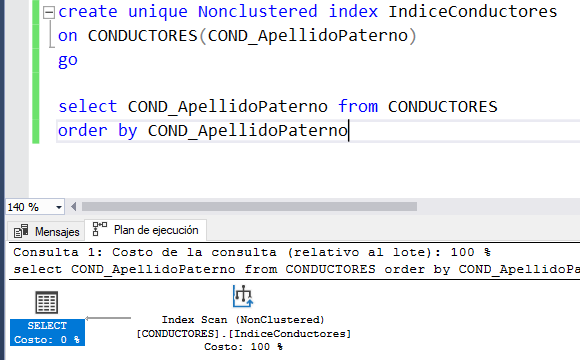 create unique Nonclustered index IndiceConductores
on CONDUCTORES(COND_ApellidoPaterno)
go
select COND_ApellidoPaterno from CONDUCTORES
order by COND_ApellidoPaterno
140 %
Mensajes Plan de ejecución
Consulta 1: Costo de la consulta (relativo al lote): 100 %
select COND_ApellidoPaterno from CONDUCTORES order by COND_ApellidoPa
SELECT
Costo: 0 %
Index Scan (NonClustered)
[CONDUCTORES].[IndiceConductores]
Costo: 100 %